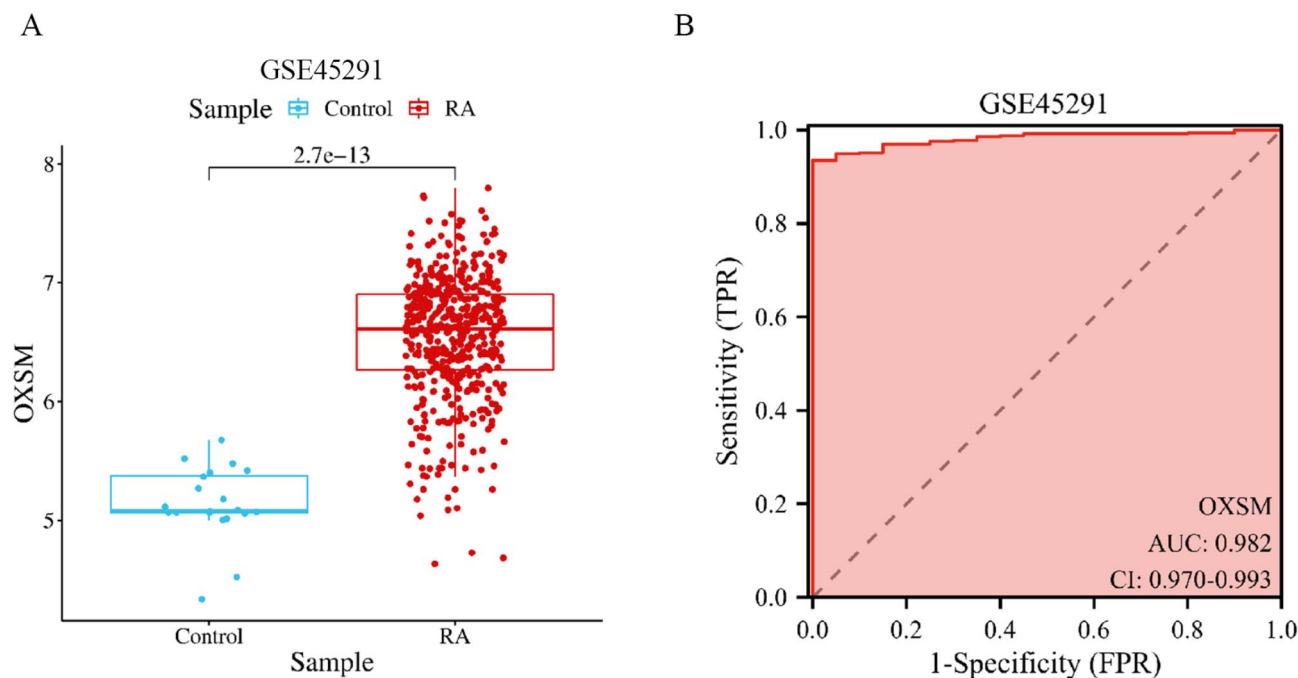 A
GSE45291
Sample Control RA
2.7e−13
8
7
6
5
OXSM
Control RA
Sample
B
GSE45291
1.0
0.8
0.6
0.4
0.2
0.0
Sensitivity (TPR)
OXSM
AUC: 0.982
CI: 0.970-0.993
0.0 0.2 0.4 0.6 0.8 1.0
1-Specificity (FPR)